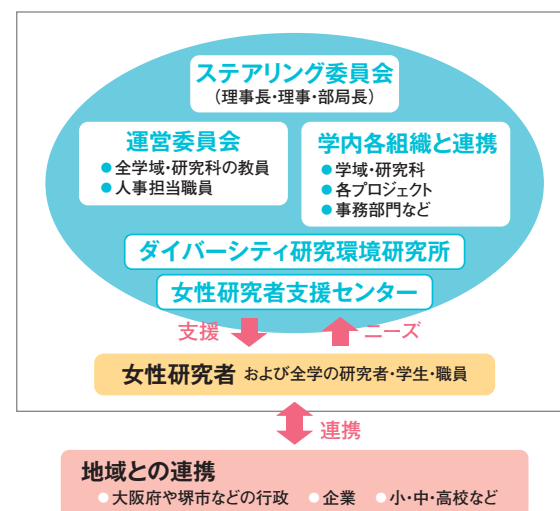 ステアリング委員会
（理事長・理事・部局長）
運営委員会
●全学域・研究科の教員
●人事担当職員
学内各組織と連携
●学域・研究科
●各プロジェクト
●事務部門など
ダイバーシティ研究環境研究所
女性研究者支援センター
支援
ニーズ
女性研究者 および全学の研究者・学生・職員
連携
地域との連携
●大阪府や堺市などの行政 ●企業 ●小・中・高校など